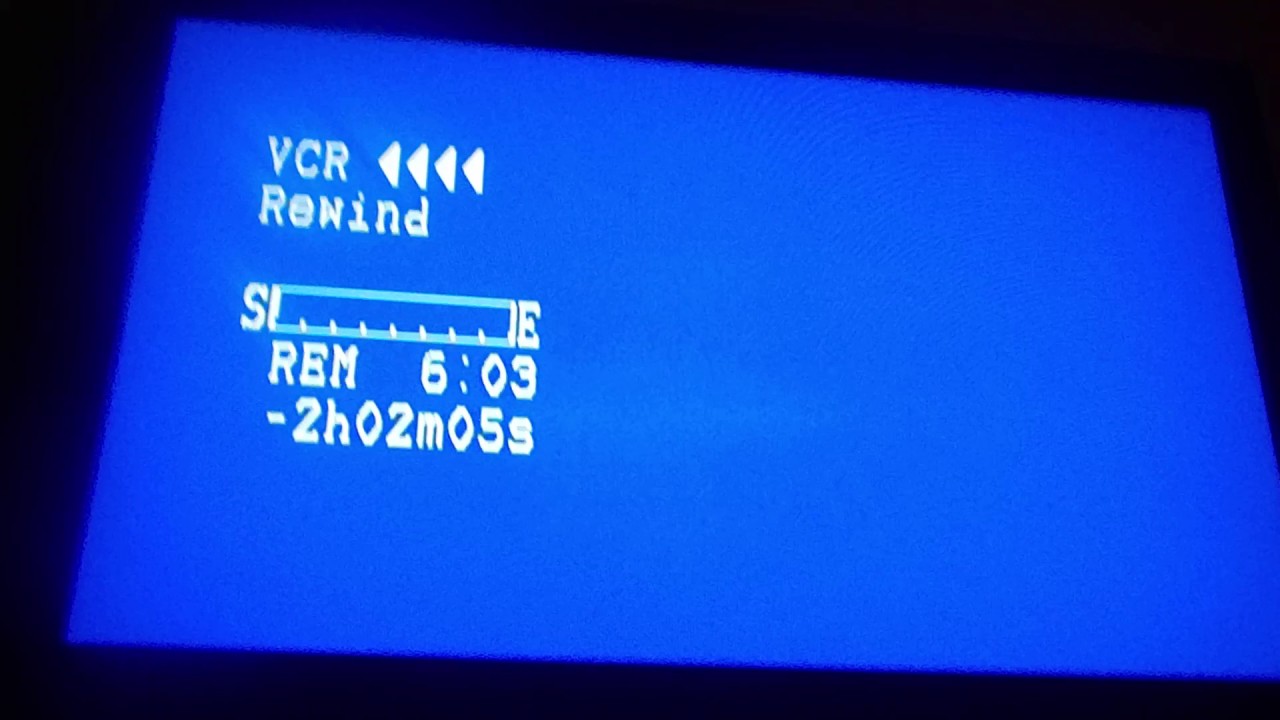 VCR ◀◀◀◀
Rewind
S E
REM 6:03
-2h02m05s